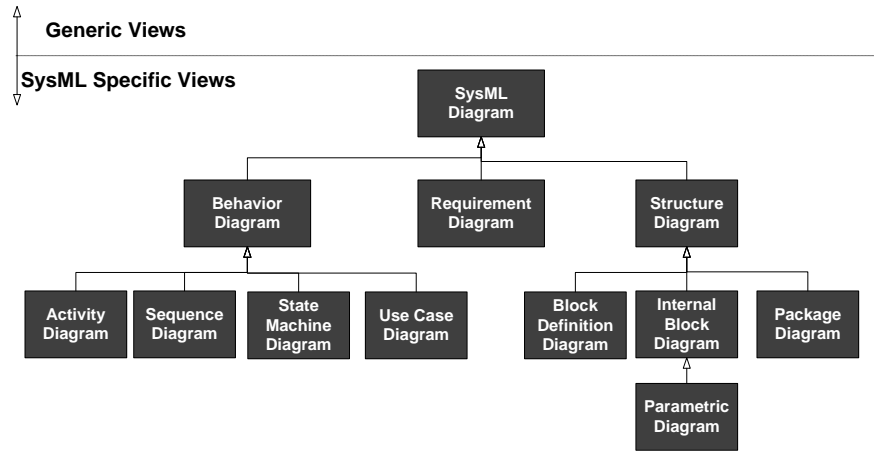 Generic Views
SysML Specific Views
SysML
Diagram
Behavior
Diagram
Requirement
Diagram
Structure
Diagram
Activity
Diagram
Sequence
Diagram
State
Machine
Diagram
Use Case
Diagram
Block
Definition
Diagram
Internal
Block
Diagram
Package
Diagram
Parametric
Diagram